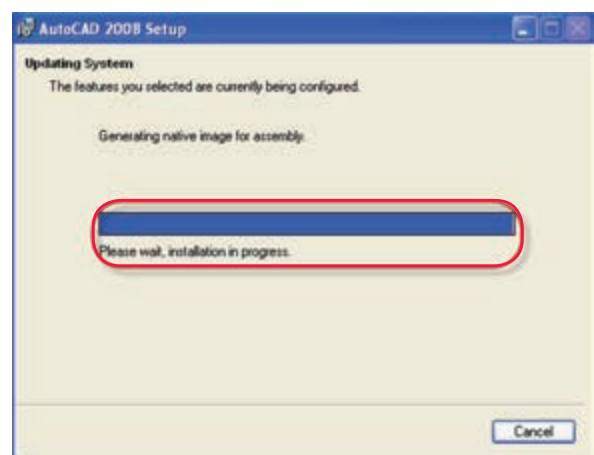 AutoCAD 2008 Setup
Updating System
The features you selected are currently being configured.
Generating native image for assembly.
Please wait, installation in progress.
Cancel